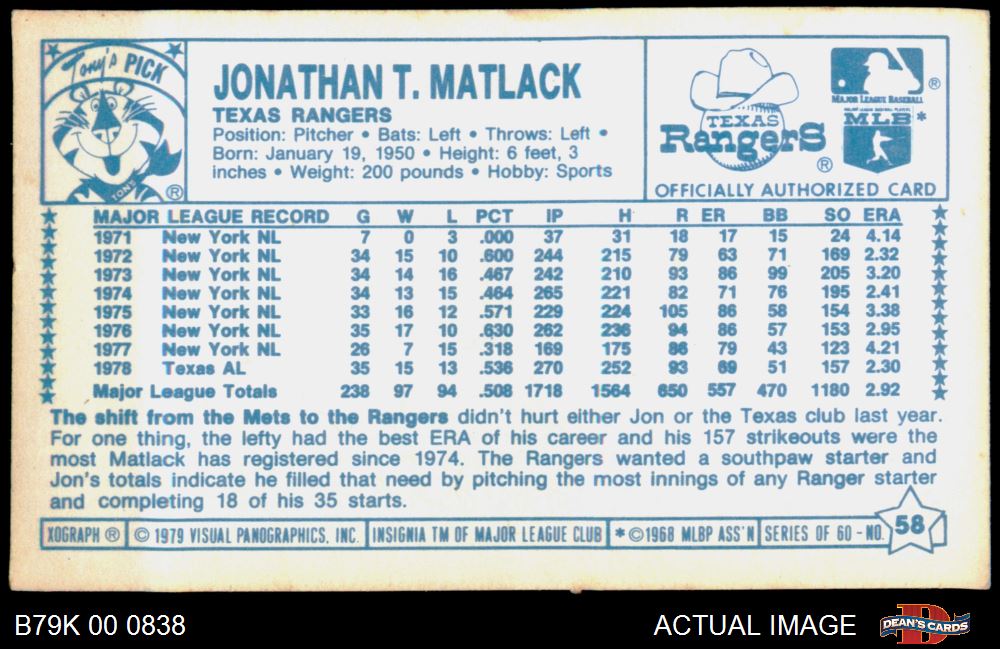 Tony's PICK
TONY
®
JONATHAN T. MATLACK
TEXAS RANGERS
Position: Pitcher • Bats: Left • Throws: Left •
Born: January 19, 1950 • Height: 6 feet, 3
inches • Weight: 200 pounds • Hobby: Sports
TEXAS
RangerS
®
MAJOR LEAGUE BASEBALL
®
MAJOR LEAGUE BASEBALL PLAYERS
MLB*
OFFICIALLY AUTHORIZED CARD
MAJOR LEAGUE RECORD G W L PCT IP H R ER BB SO ERA
1971 New York NL 7 0 3 .000 37 31 18 17 15 24 4.14
1972 New York NL 34 15 10 .600 244 215 79 63 71 169 2.32
1973 New York NL 34 14 16 .467 242 210 93 86 99 205 3.20
1974 New York NL 34 13 15 .464 265 221 82 71 76 195 2.41
1975 New York NL 33 16 12 .571 229 224 105 86 58 154 3.38
1976 New York NL 35 17 10 .630 262 236 94 86 57 153 2.95
1977 New York NL 26 7 15 .318 169 175 86 79 43 123 4.21
1978 Texas AL 35 15 13 .536 270 252 93 69 51 157 2.30
Major League Totals 238 97 94 .508 1718 1564 650 557 470 1180 2.92
The shift from the Mets to the Rangers didn't hurt either Jon or the Texas club last year.
For one thing, the lefty had the best ERA of his career and his 157 strikeouts were the
most Matlack has registered since 1974. The Rangers wanted a southpaw starter and
Jon's totals indicate he filled that need by pitching the most innings of any Ranger starter
and completing 18 of his 35 starts.
XOGRAPH ® © 1979 VISUAL PANOGRAPHICS, INC. INSIGNIA TM OF MAJOR LEAGUE CLUB * ©1968 MLBP ASS'N SERIES OF 60 - NO. 58
B79K 00 0838
ACTUAL IMAGE
DEAN'S CARDS